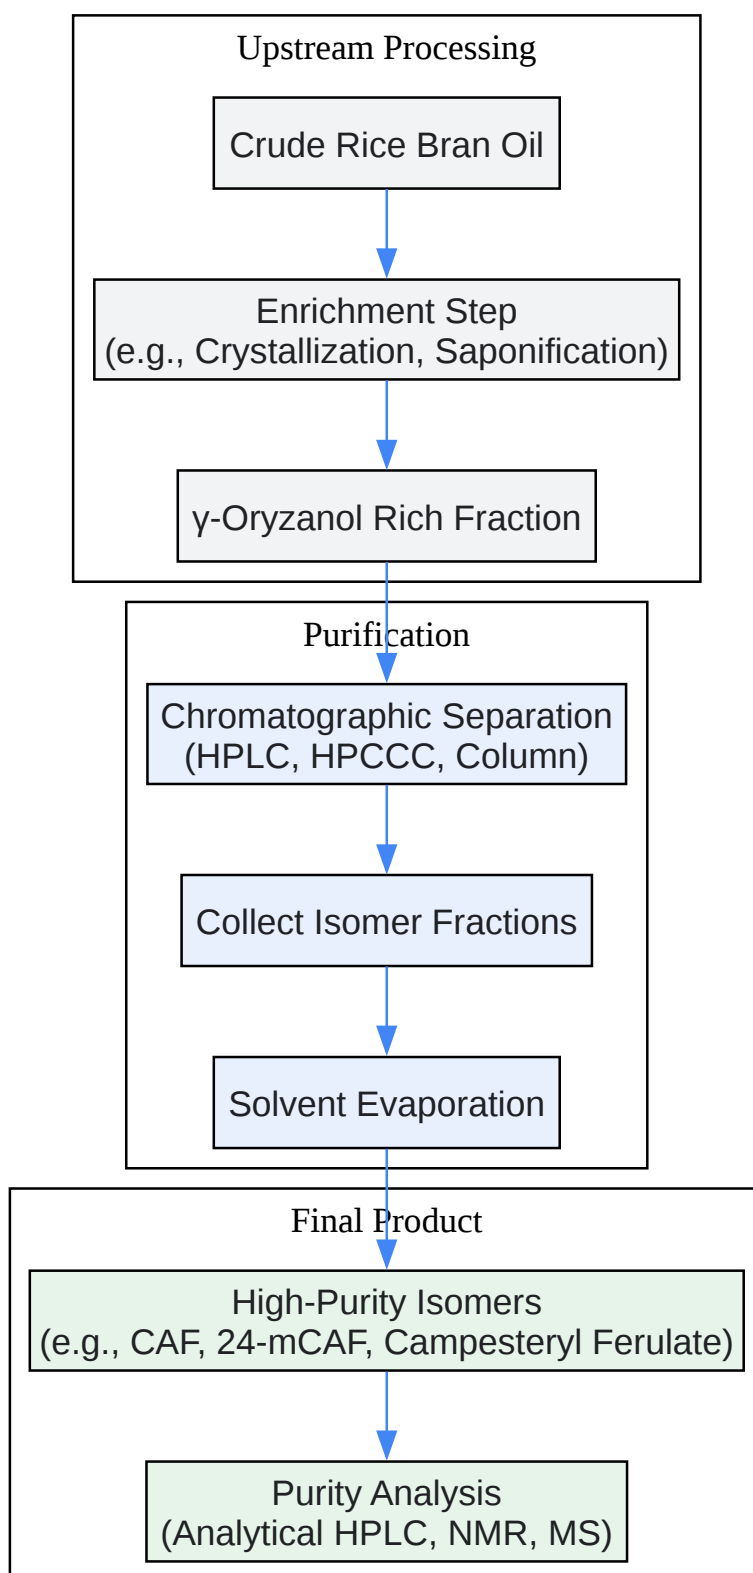 Upstream Processing
Crude Rice Bran Oil
Enrichment Step
(e.g., Crystallization, Saponification)
γ-Oryzanol Rich Fraction
Purification
Chromatographic Separation
(HPLC, HPCCC, Column)
Collect Isomer Fractions
Solvent Evaporation
Final Product
High-Purity Isomers
(e.g., CAF, 24-mCAF, Campesteryl Ferulate)
Purity Analysis
(Analytical HPLC, NMR, MS)